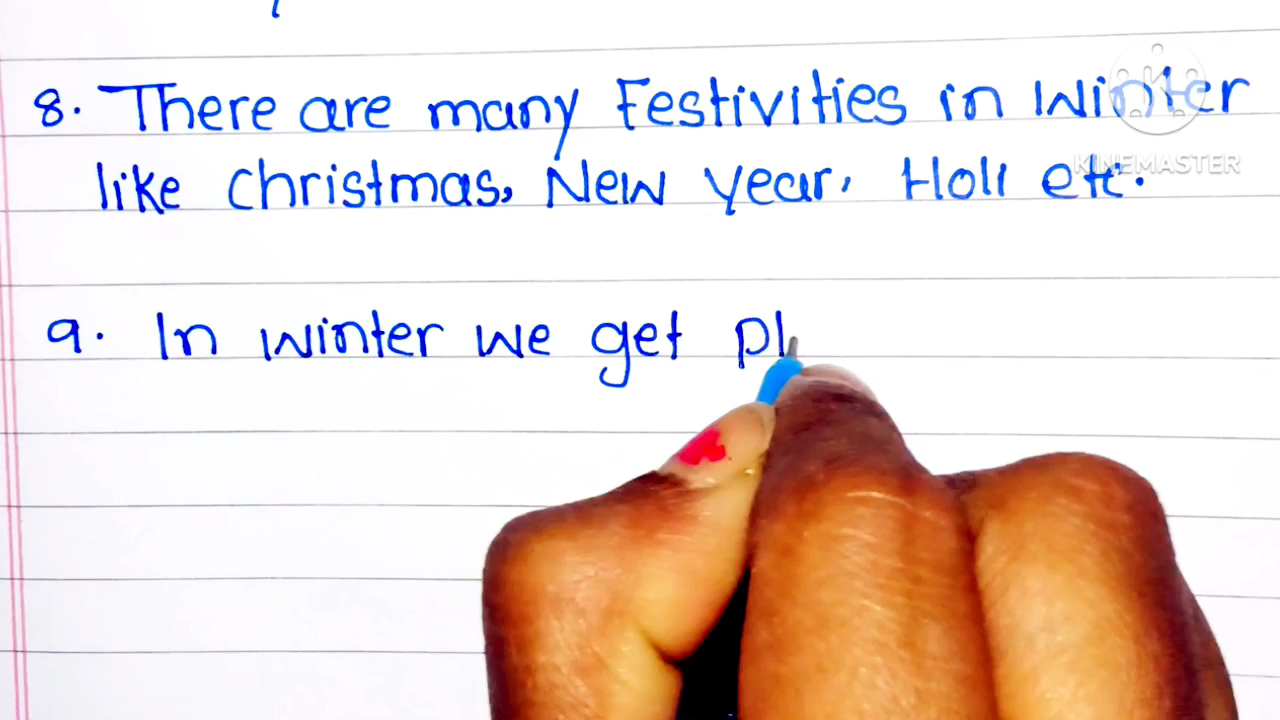 8. There are many Festivities in Winter
like Christmas, New year, Holi etc.
9. In winter we get pl
KINEMASTER